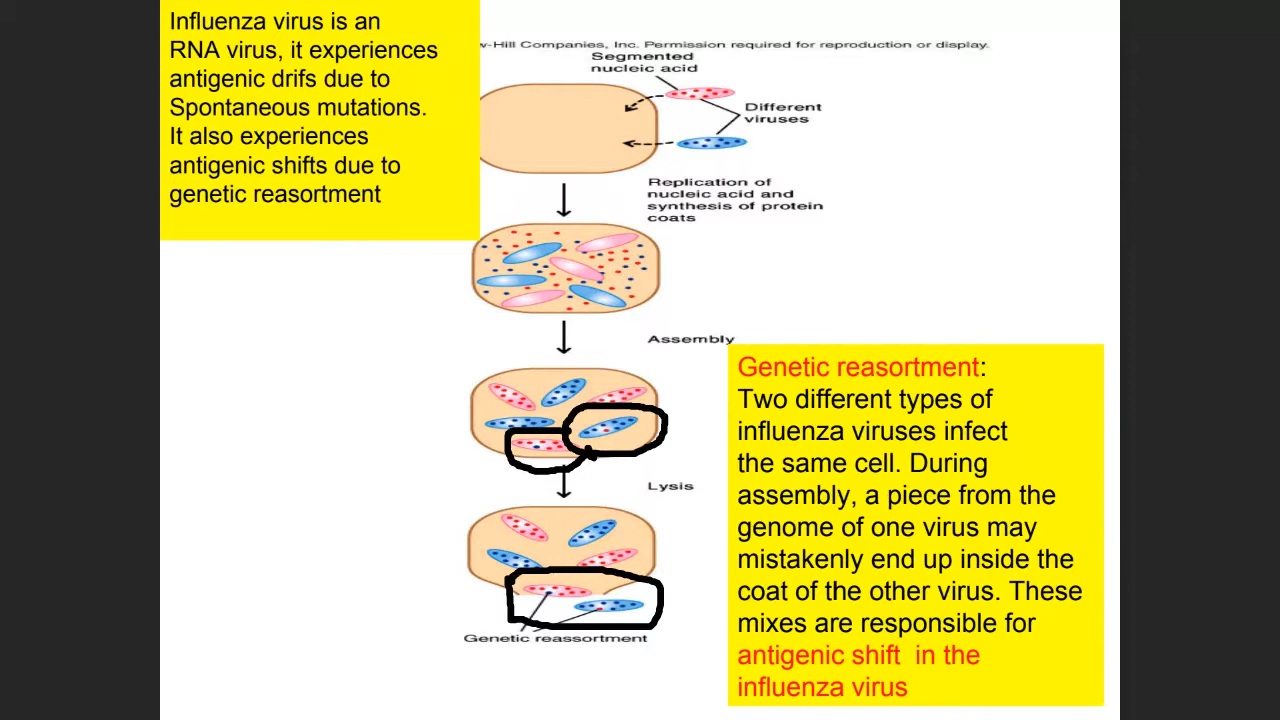 Influenza virus is an
RNA virus, it experiences
antigenic drifs due to
Spontaneous mutations.
It also experiences
antigenic shifts due to
genetic reasortment
w-Hill Companies, Inc. Permission required for reproduction or display.
Segmented
nucleic acid
Different
viruses
Replication of
nucleic acid and
synthesis of protein
coats
Assembly
Lysis
Genetic reassortment
Genetic reasortment:
Two different types of
influenza viruses infect
the same cell. During
assembly, a piece from the
genome of one virus may
mistakenly end up inside the
coat of the other virus. These
mixes are responsible for
antigenic shift  in the
influenza virus